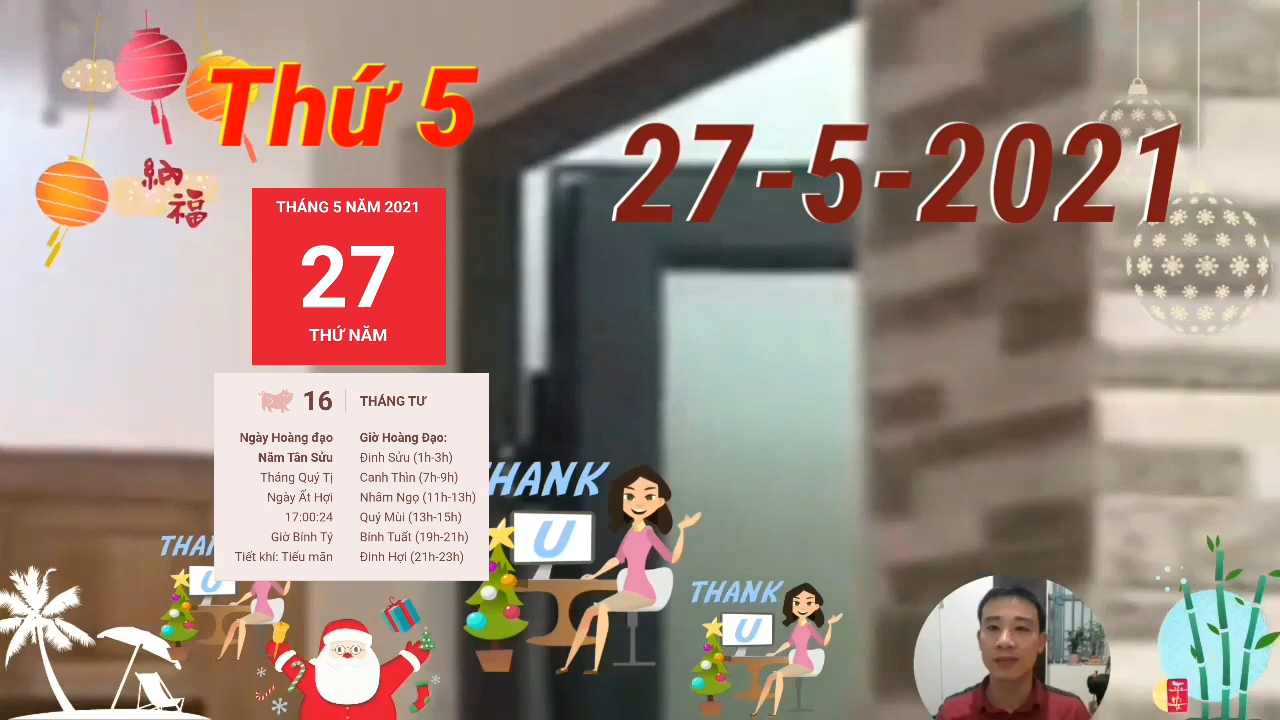 Thứ 5
27-5-2021
納
福
THÁNG 5 NĂM 2021
27
THỨ NĂM
16
THÁNG TƯ
Ngày Hoàng đạo
Năm Tân Sửu
Tháng Quý Tị
Ngày Ất Hợi
17:00:24
Giờ Bính Tý
Tiết khí: Tiểu mãn
Giờ Hoàng Đạo:
Đinh Sửu (1h-3h)
Canh Thìn (7h-9h)
Nhâm Ngọ (11h-13h)
Quý Mùi (13h-15h)
Bính Tuất (19h-21h)
Đinh Hợi (21h-23h)
THANK
U
THAN
U
THANK
U